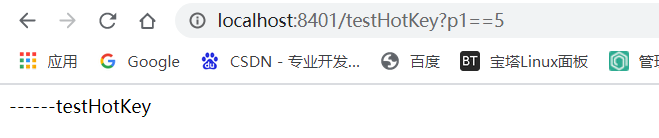 localhost:8401/testHotKey?p1==5
应用 Google CSDN - 专业开发... 百度 BT 宝塔Linux面板 管理
------testHotKey